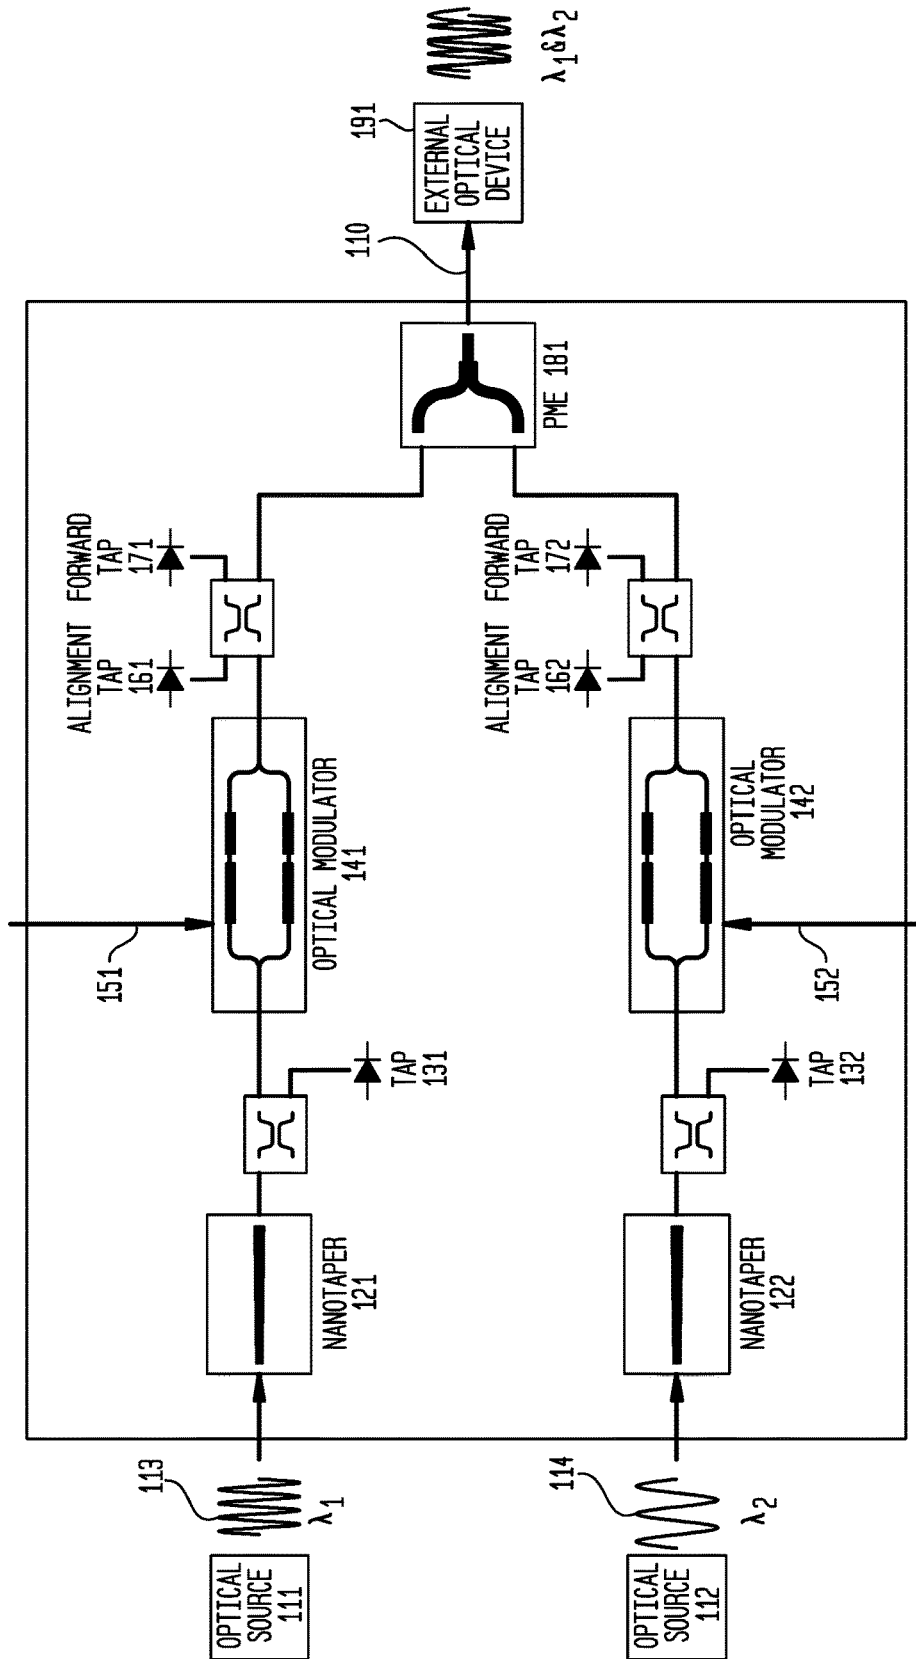 OPTICAL
SOURCE
111
113
λ1
NANOTAPER
121
TAP
131
151
OPTICAL MODULATOR
141
ALIGNMENT
TAP
161
FORWARD
TAP
171
OPTICAL
SOURCE
112
114
λ2
NANOTAPER
122
TAP
132
152
OPTICAL
MODULATOR
142
ALIGNMENT
TAP
162
FORWARD
TAP
172
PME 181
110
EXTERNAL
OPTICAL
DEVICE
191
λ1&λ2